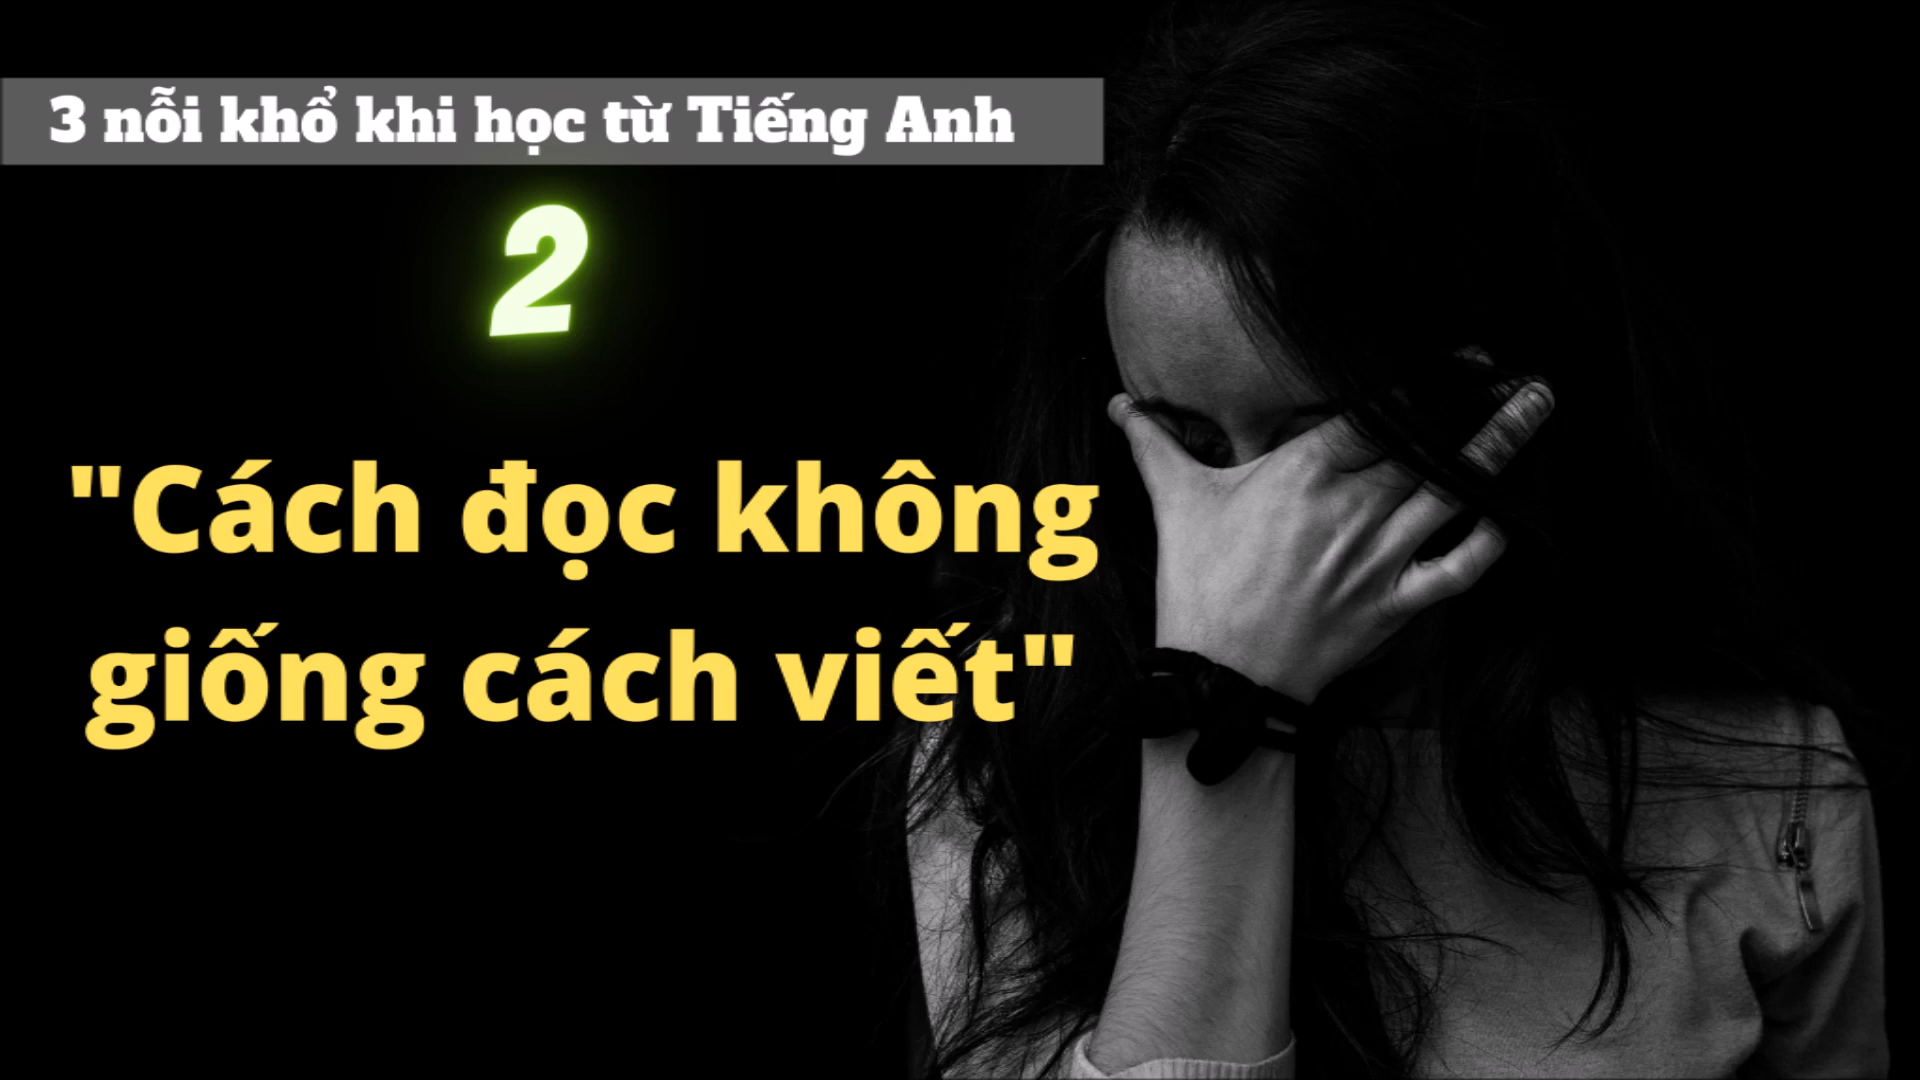 3 nỗi khổ khi học từ Tiếng Anh
2
"Cách đọc không
giống cách viết"